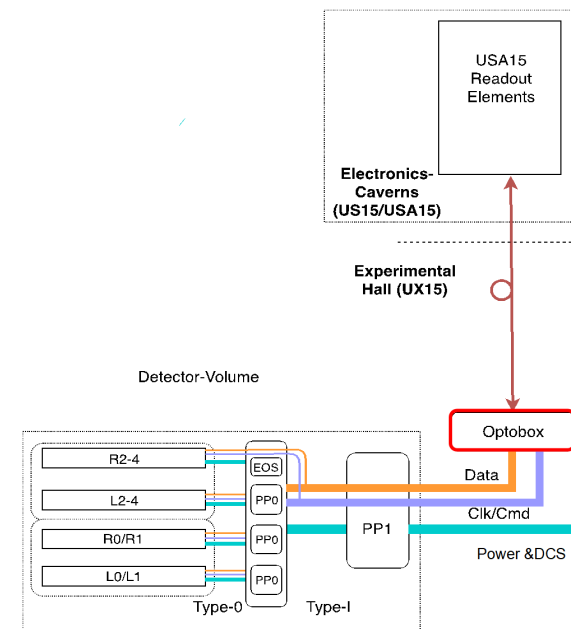 USA15
Readout
Elements
Electronics-
Caverns
(US15/USA15)
Experimental
Hall (UX15)
Detector-Volume
Optobox
R2-4
EOS
Data
L2-4
PP0
Clk/Cmd
R0/R1
PP0
PP1
Power &DCS
L0/L1
PP0
Type-0
Type-I